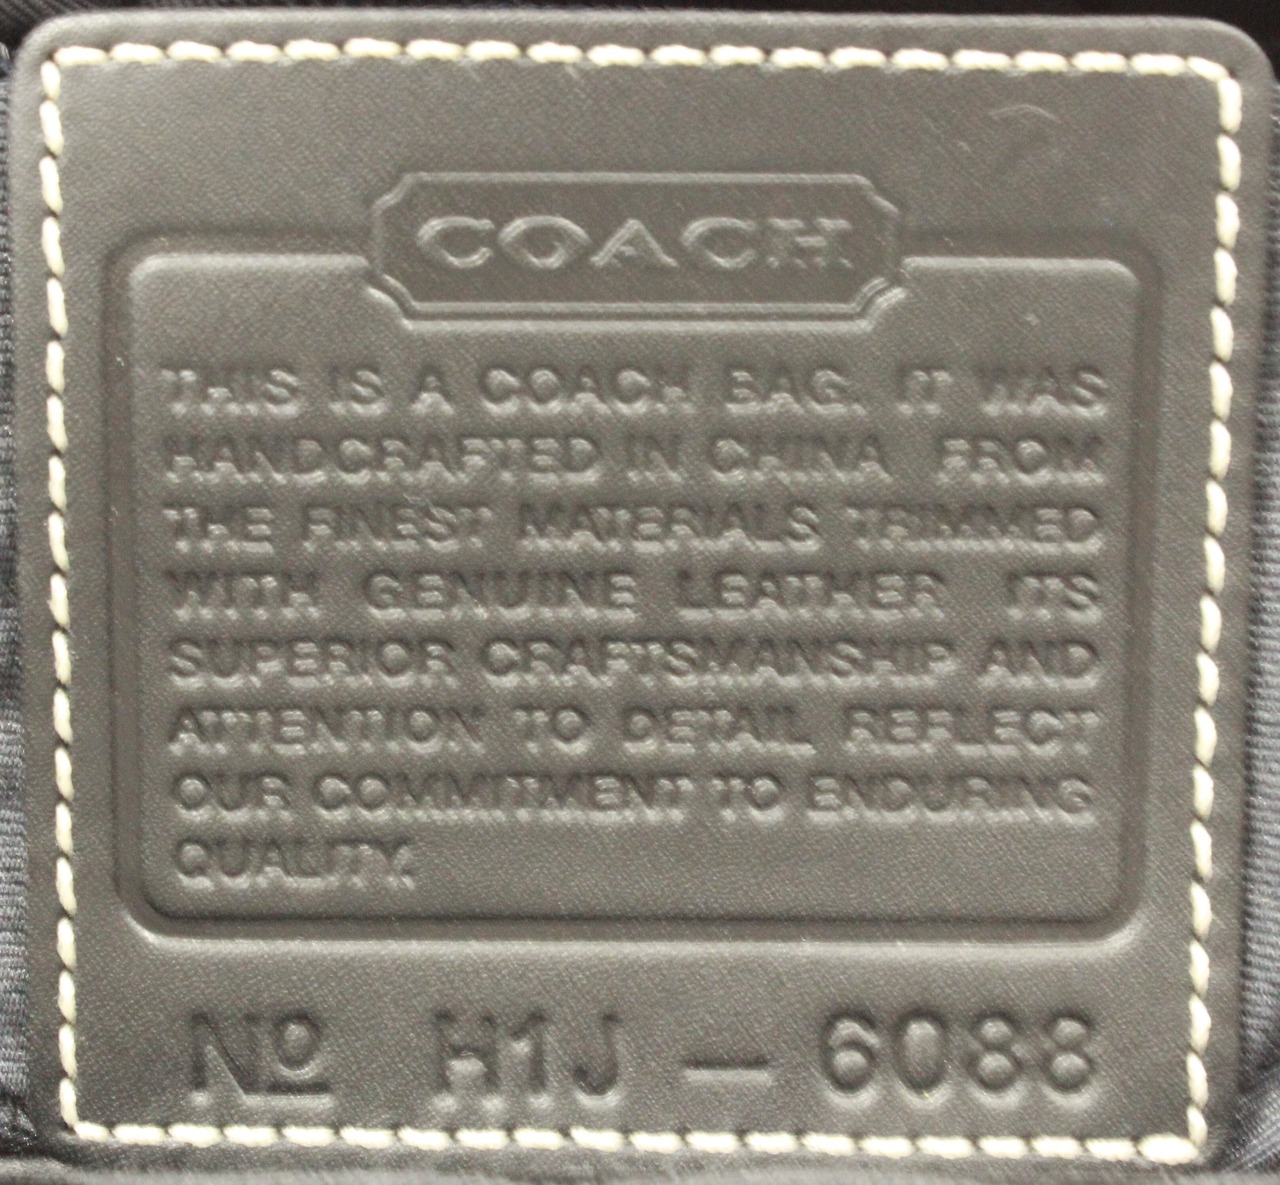 COACH
THIS IS A COACH BAG. IT WAS
HANDCRAFTED IN CHINA FROM
THE FINEST MATERIALS TRIMMED
WITH GENUINE LEATHER ITS
SUPERIOR CRAFTSMANSHIP AND
ATTENTION TO DETAIL REFLECT
OUR COMMITMENT TO ENDURING
QUALITY.
No H1J – 6088